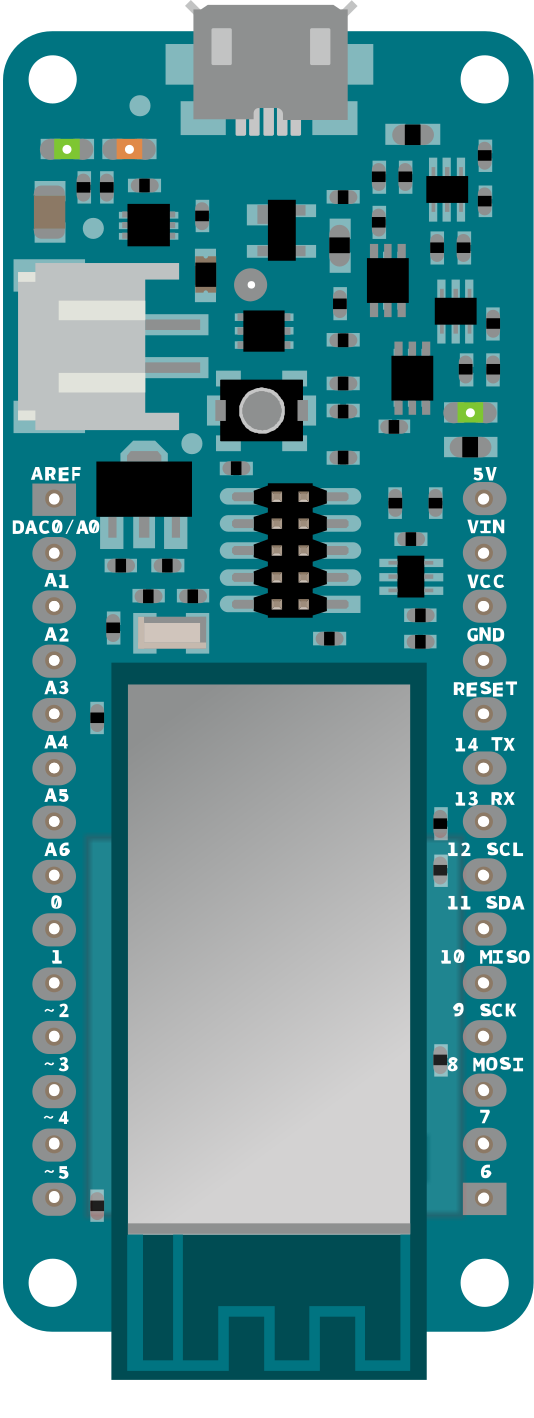 AREF
DAC0/A0
A1
A2
A3
A4
A5
A6
0
1
~2
~3
~4
~5
5V
VIN
VCC
GND
RESET
14 TX
13 RX
12 SCL
11 SDA
10 MISO
9 SCK
8 MOSI
7
6